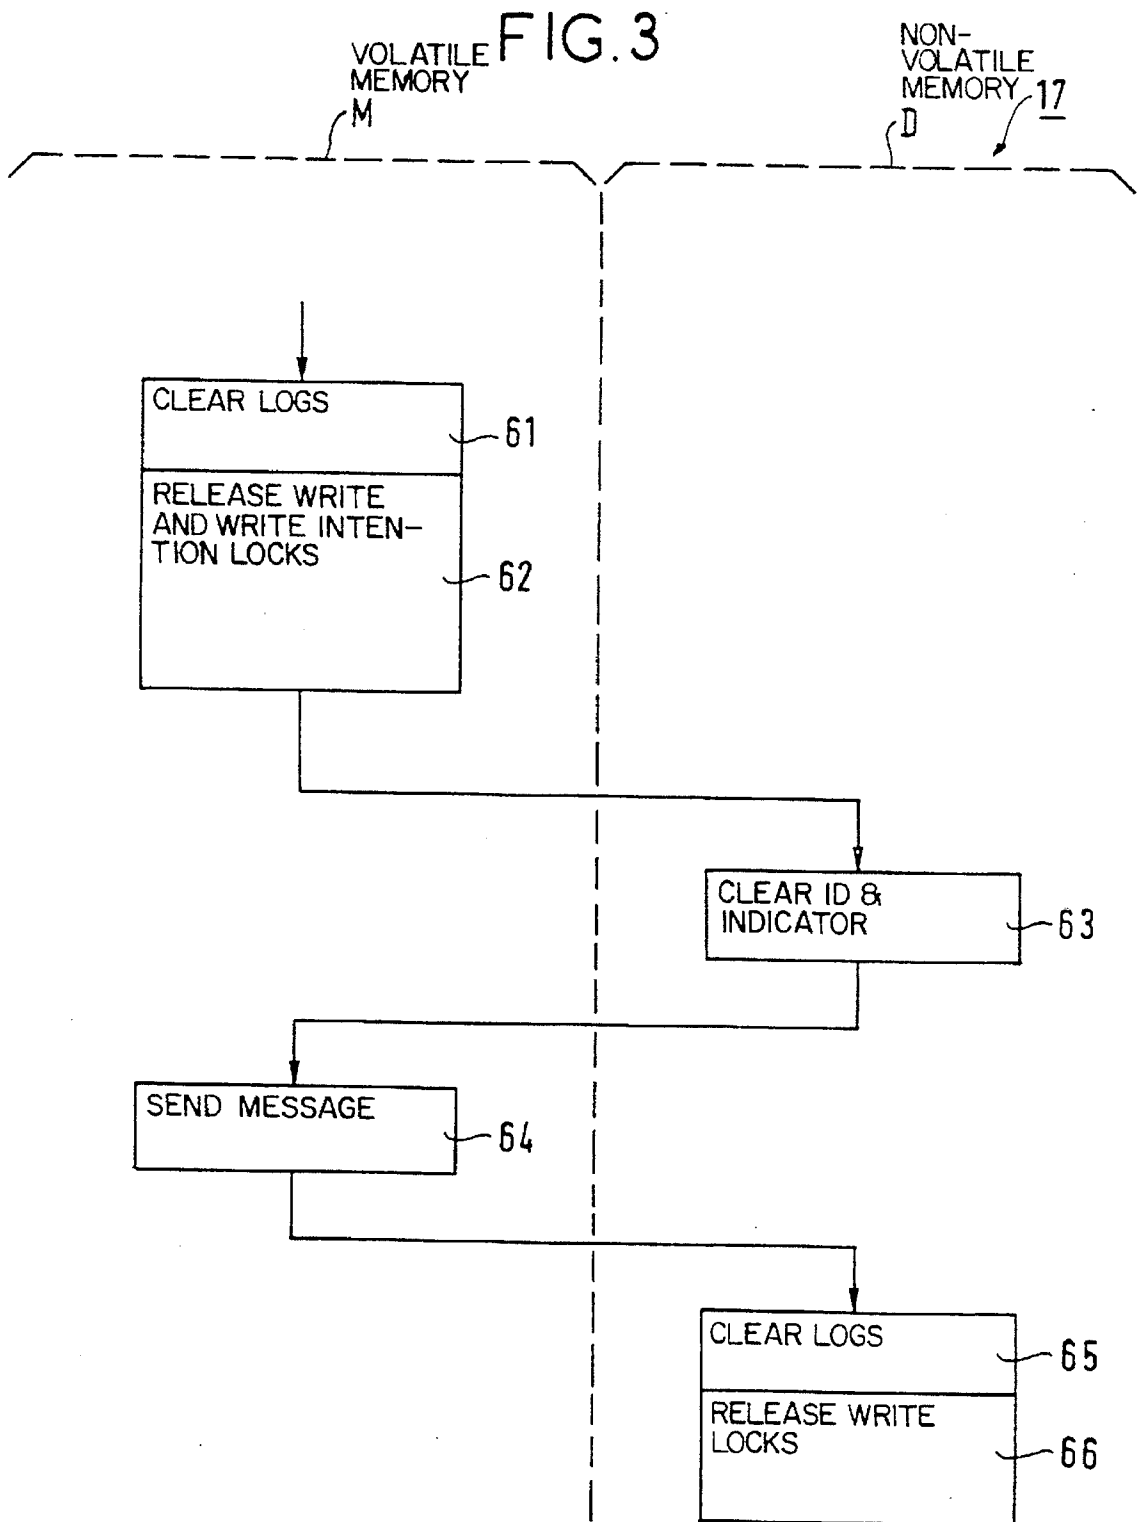 FIG.3
VOLATILE
MEMORY
M
NON-
VOLATILE
MEMORY
D
17
CLEAR LOGS
61
RELEASE WRITE
AND WRITE INTEN-
TION LOCKS
62
CLEAR ID &
INDICATOR
63
SEND MESSAGE
64
CLEAR LOGS
65
RELEASE WRITE
LOCKS
66